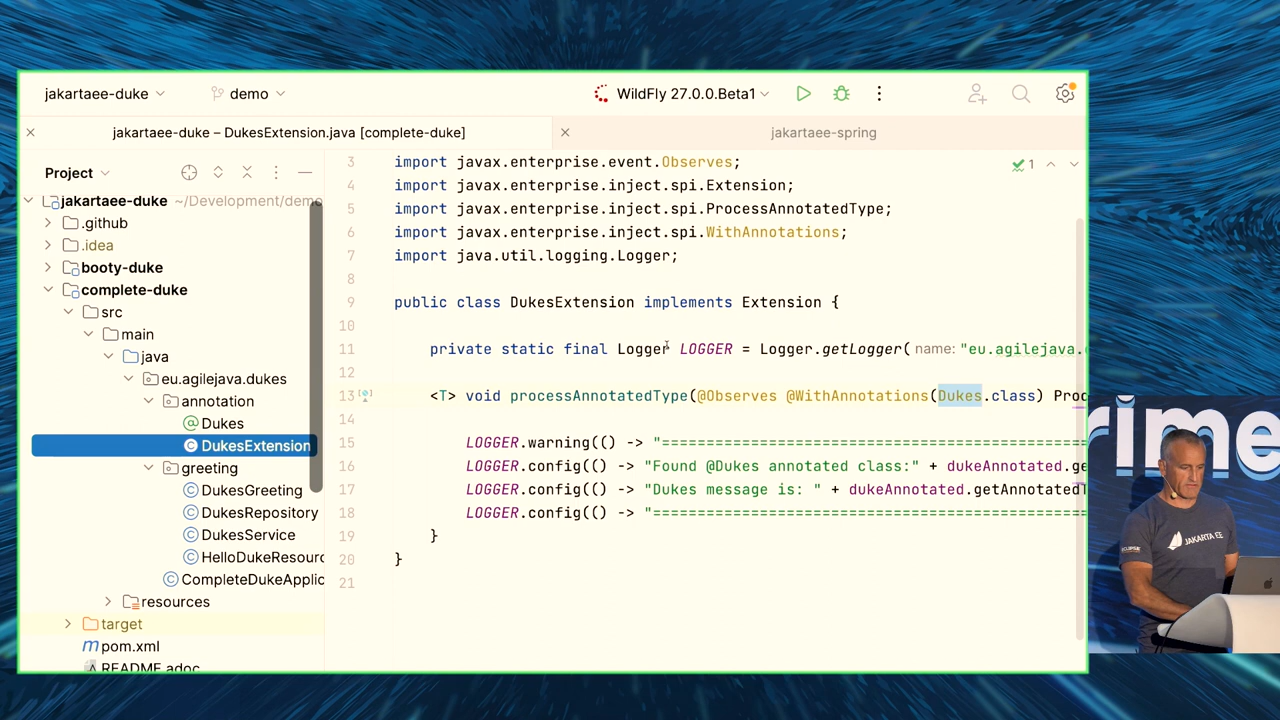 jakartaee-duke
demo
WildFly 27.0.0.Beta1
jakartaee-duke – DukesExtension.java [complete-duke]
jakartaee-spring
Project
jakartaee-duke ~/Development/demo
.github
.idea
booty-duke
complete-duke
src
main
java
eu.agilejava.dukes
annotation
Dukes
DukesExtension
greeting
DukesGreeting
DukesRepository
DukesService
HelloDukeResourc
CompleteDukeApplic
resources
target
pom.xml
README.adoc
3 import javax.enterprise.event.Observes;
4 import javax.enterprise.inject.spi.Extension;
5 import javax.enterprise.inject.spi.ProcessAnnotatedType;
6 import javax.enterprise.inject.spi.WithAnnotations;
7 import java.util.logging.Logger;
8
9 public class DukesExtension implements Extension {
10
11 private static final Logger LOGGER = Logger.getLogger( name: "eu.agilejava.
12
13 <T> void processAnnotatedType(@Observes @WithAnnotations(Dukes.class) Proc
14
15 LOGGER.warning(() -> "================================================
16 LOGGER.config(() -> "Found @Dukes annotated class:" + dukeAnnotated.ge
17 LOGGER.config(() -> "Dukes message is: " + dukeAnnotated.getAnnotatedT
18 LOGGER.config(() -> "=================================================
19 }
20 }
21
1
rime
JAKARTA EE
ECLIPSE